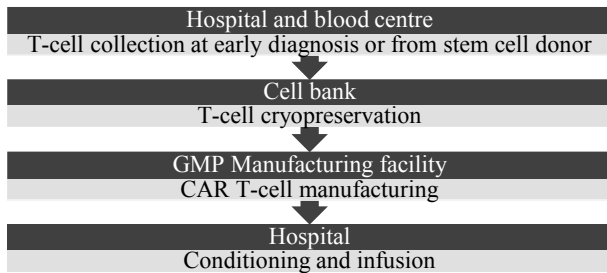 Hospital and blood centre
T-cell collection at early diagnosis or from stem cell donor
Cell bank
T-cell cryopreservation
GMP Manufacturing facility
CAR T-cell manufacturing
Hospital
Conditioning and infusion